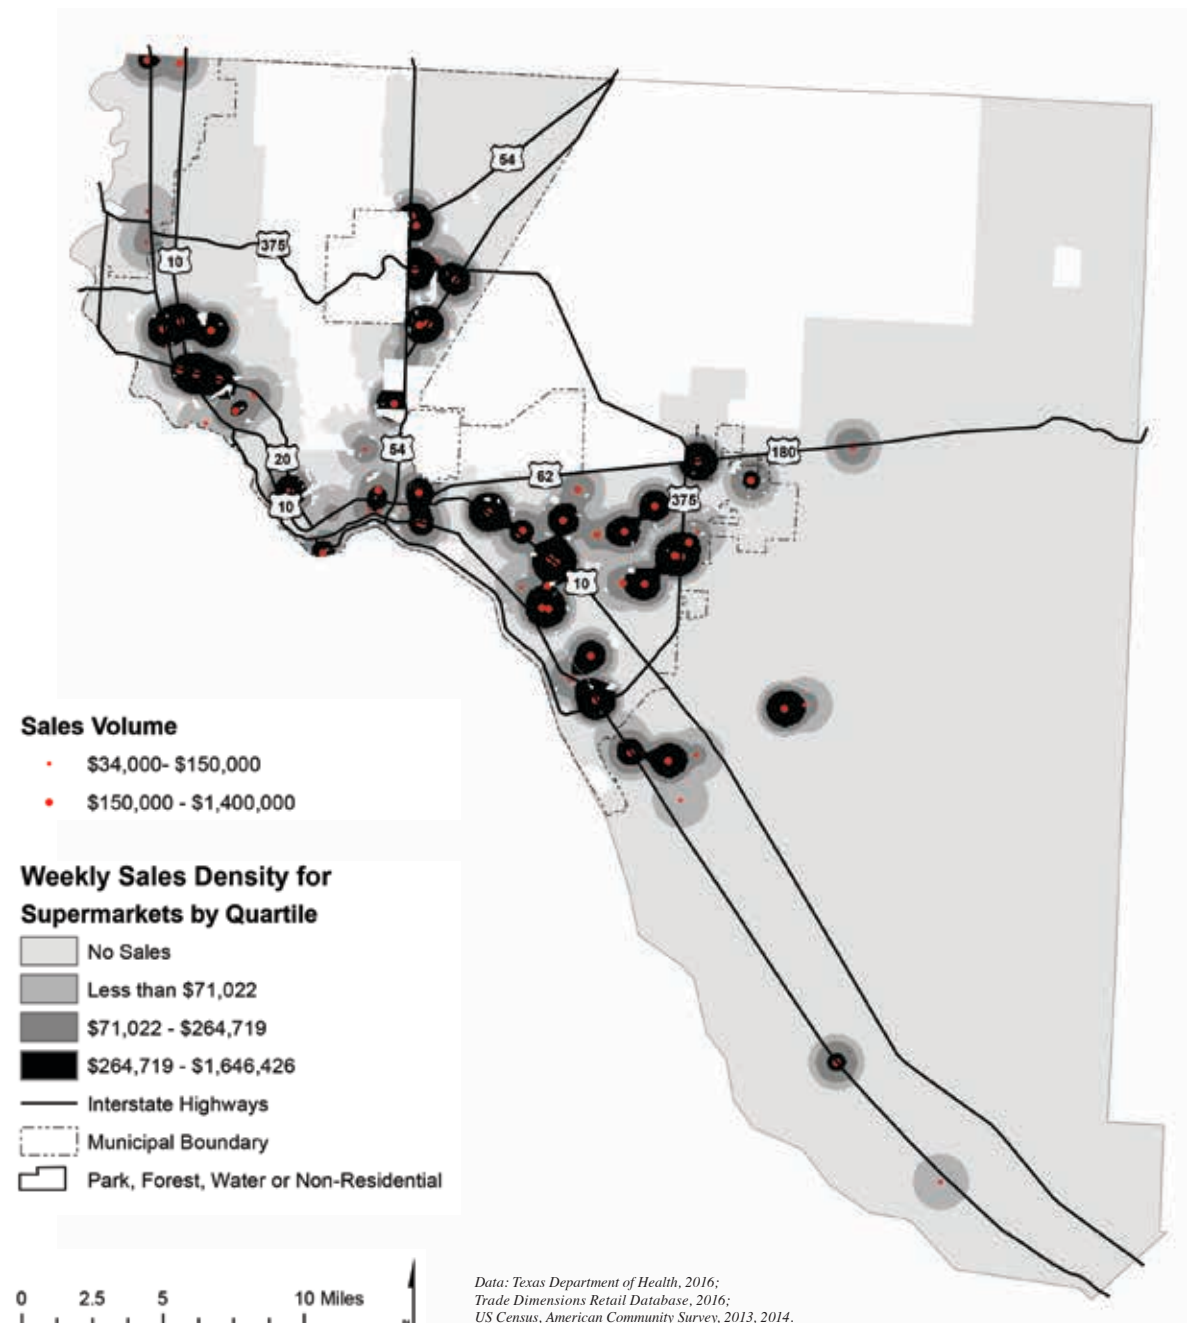 54
375
10
20
54
10
62
180
375
10
Sales Volume
$34,000- $150,000
$150,000 - $1,400,000
Weekly Sales Density for
Supermarkets by Quartile
No Sales
Less than $71,022
$71,022 - $264,719
$264,719 - $1,646,426
Interstate Highways
Municipal Boundary
Park, Forest, Water or Non-Residential
0 2.5 5 10 Miles
Data: Texas Department of Health, 2016;
Trade Dimensions Retail Database, 2016;
US Census, American Community Survey, 2013, 2014.